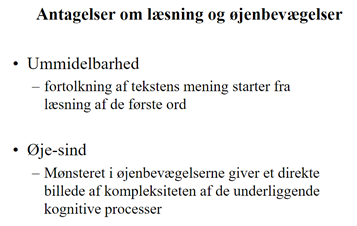 Antagelser om læsning og øjenbevægelser
• Ummidelbarhed
– fortolkning af tekstens mening starter fra
læsning af de første ord
• Øje-sind
– Mønsteret i øjenbevægelserne giver et direkte
billede af kompleksiteten af de underliggende
kognitive processer